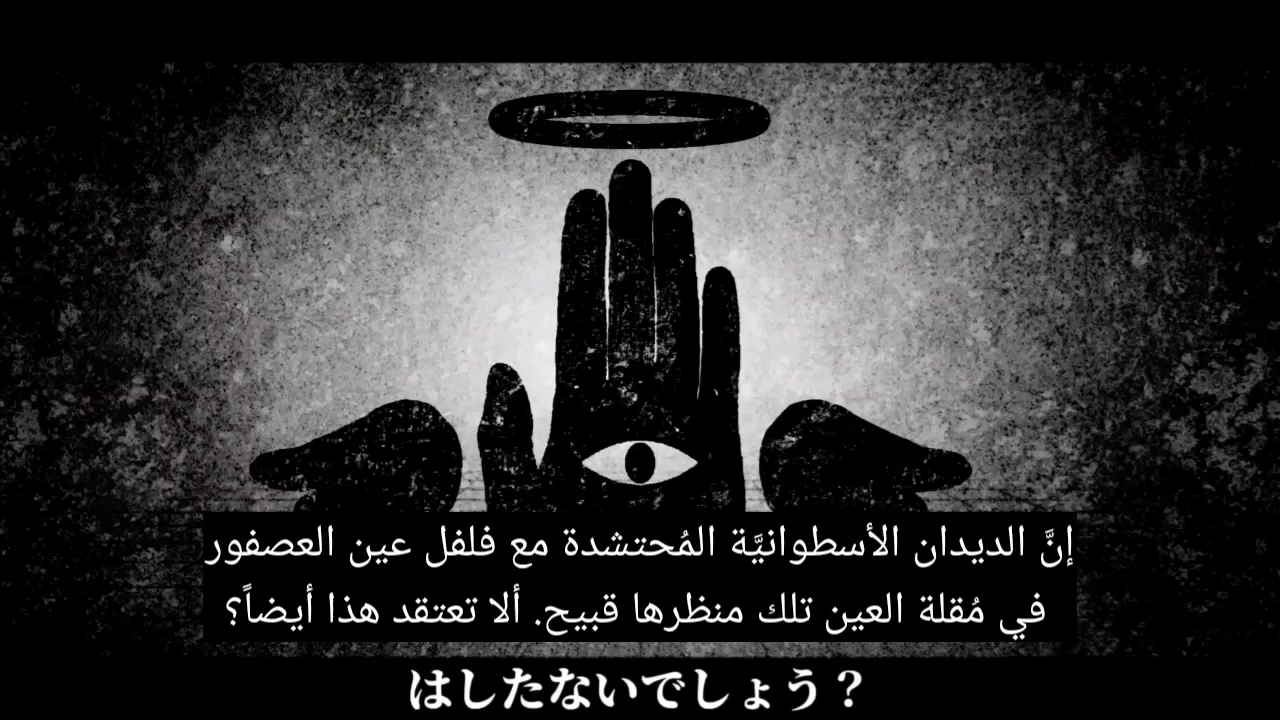 إنَّ الديدان الأسطوانيَّة المُحتشدة مع فلفل عين العصفور
في مُقلة العين تلك منظرها قبيح. ألا تعتقد هذا أيضاً؟
はしたないでしょう？